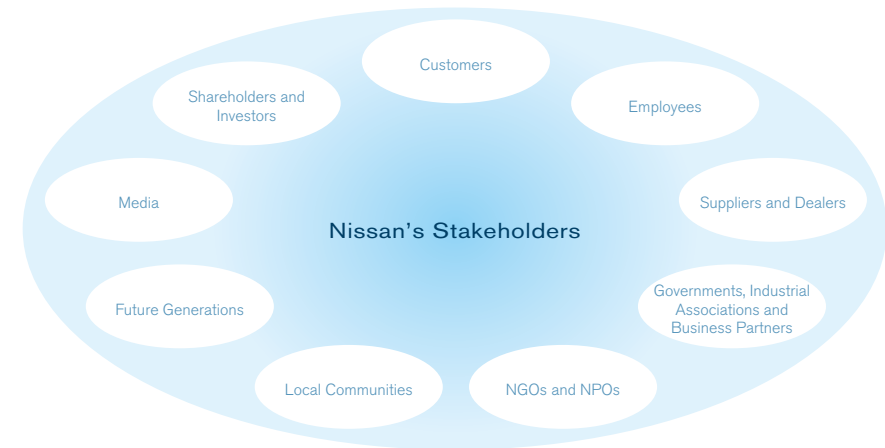 Customers
Shareholders and
Investors
Employees
Media
Suppliers and Dealers
Nissan’s Stakeholders
Future Generations
Governments, Industrial
Associations and
Business Partners
Local Communities
NGOs and NPOs